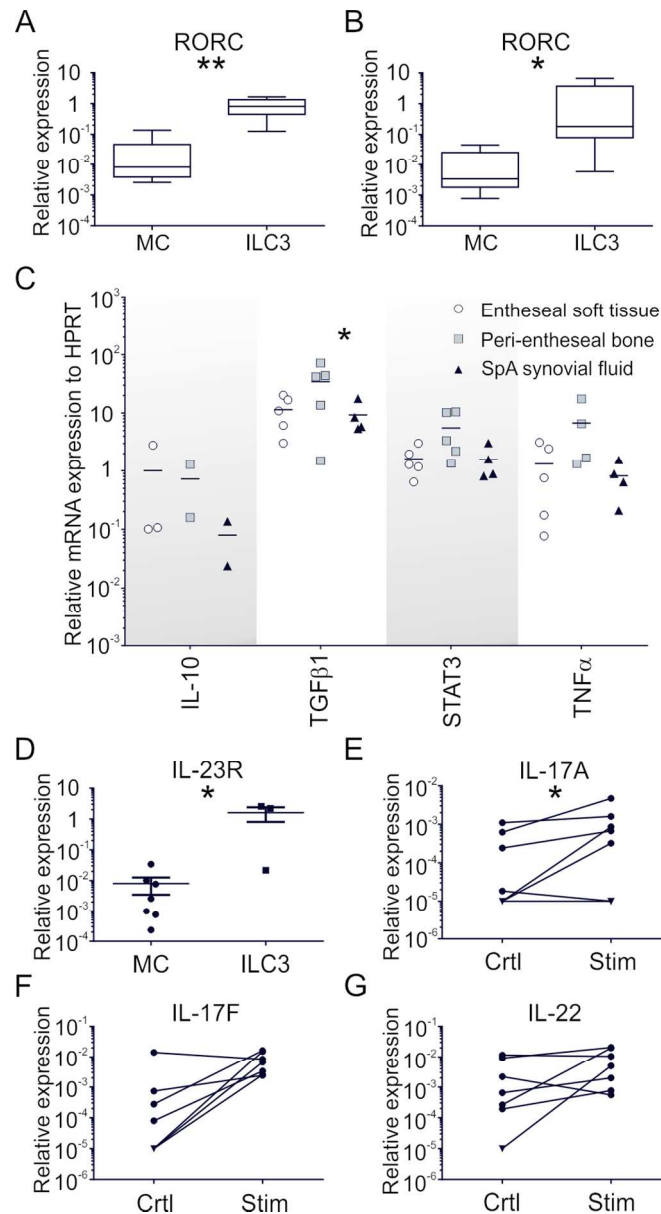 A
RORC
**
Relative expression
10
1
10-1
10-2
10-3
10-4
MC
ILC3
B
RORC
*
Relative expression
10
1
10-1
10-2
10-3
10-4
MC
ILC3
C
Relative mRNA expression to HPRT
10³
10²
10
1
10-1
10-2
10-3
*
Entheseal soft tissue
Peri-entheseal bone
SpA synovial fluid
IL-10
TGFβ1
STAT3
TNFα
D
IL-23R
*
Relative expression
10
1
10-1
10-2
10-3
10-4
MC
ILC3
E
IL-17A
*
Relative expression
10-2
10-3
10-4
10-5
10-6
Crtl
Stim
F
IL-17F
Relative expression
10-1
10-2
10-3
10-4
10-5
10-6
Crtl
Stim
G
IL-22
Relative expression
10-1
10-2
10-3
10-4
10-5
10-6
Crtl
Stim